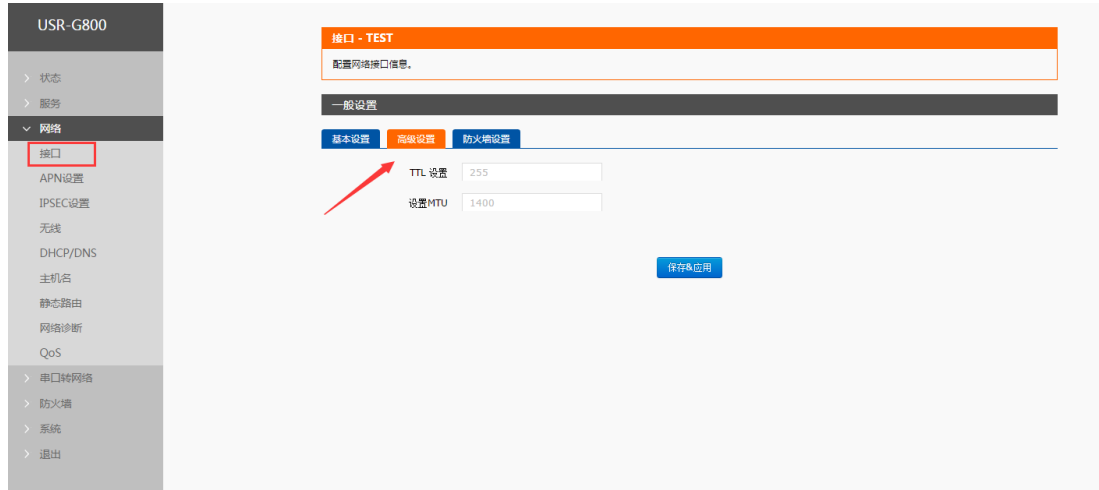 USR-G800
状态
服务
网络
接口
APN设置
IPSEC设置
无线
DHCP/DNS
主机名
静态路由
网络诊断
QoS
串口转网络
防火墙
系统
退出
接口 - TEST
配置网络接口信息。
一般设置
基本设置 高级设置 防火墙设置
TTL 设置 255
设置MTU 1400
保存&应用